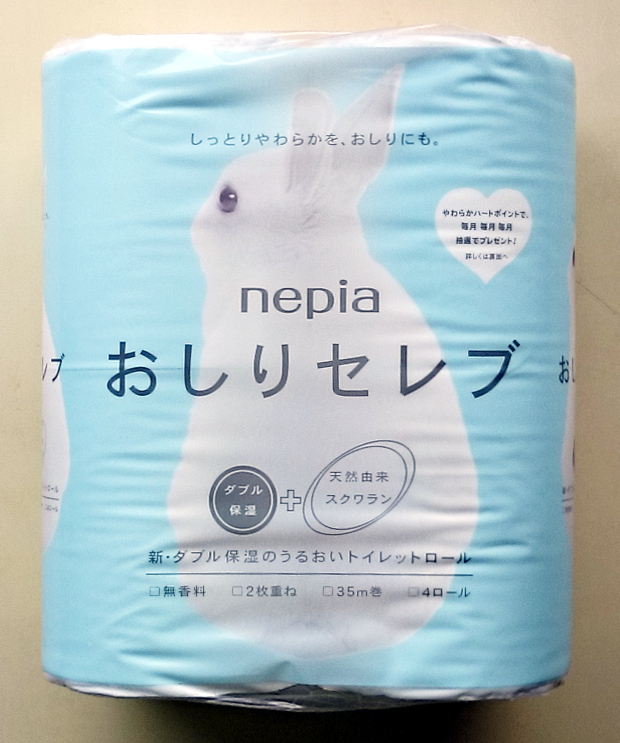 しっとりやわらかを、おしりにも。
やわらかハートポイントで、
毎月 毎月 毎月
抽選でプレゼント!
詳しくは裏面へ
nepia
おしりセレブ
レブ
おし
ダブル
保湿
+
天然由来
スクワラン
新・ダブル保湿のうるおいトイレットロール
□無香料 □2枚重ね □35m巻 □4ロール